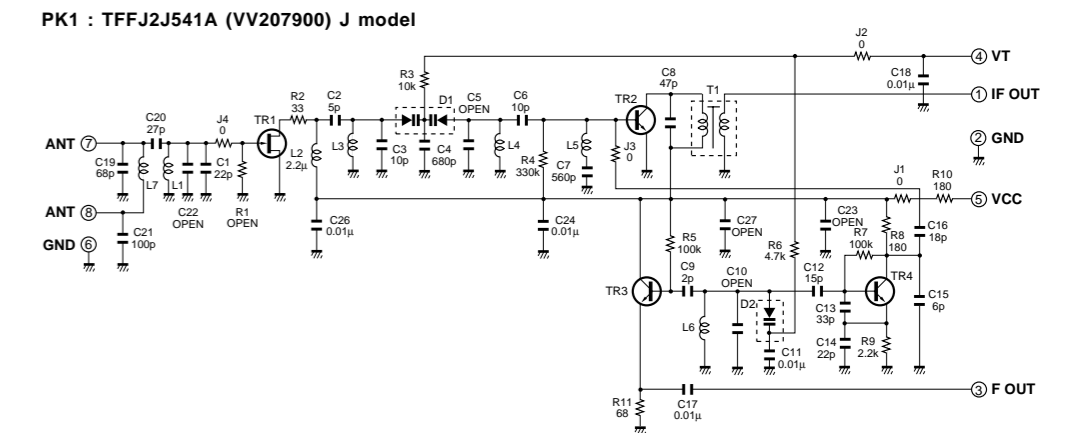 PK1 : TFFJ2J541A (VV207900) J model
J2
0
4 VT
R3
10k
C8
47p
C18
0.01µ
T1
1 IF OUT
R2
33
C2
5p
D1
C5
OPEN
C6
10p
TR2
C20
27p
J4
0
TR1
2 GND
ANT 7
C19
68p
L7
L1
C1
22p
L2
2.2µ
L3
C3
10p
C4
680p
L4
R4
330k
L5
C7
560p
J3
0
J1
0
R10
180
5 VCC
ANT 8
C22
OPEN
R1
OPEN
C21
100p
GND 6
C26
0.01µ
C24
0.01µ
R5
100k
C27
OPEN
R6
4.7k
C23
OPEN
R7
100k
R8
180
C16
18p
TR3
C9
2p
C10
OPEN
C12
15p
TR4
D2
L6
C13
33p
C15
6p
C11
0.01µ
C14
22p
R9
2.2k
R11
68
C17
0.01µ
3 F OUT